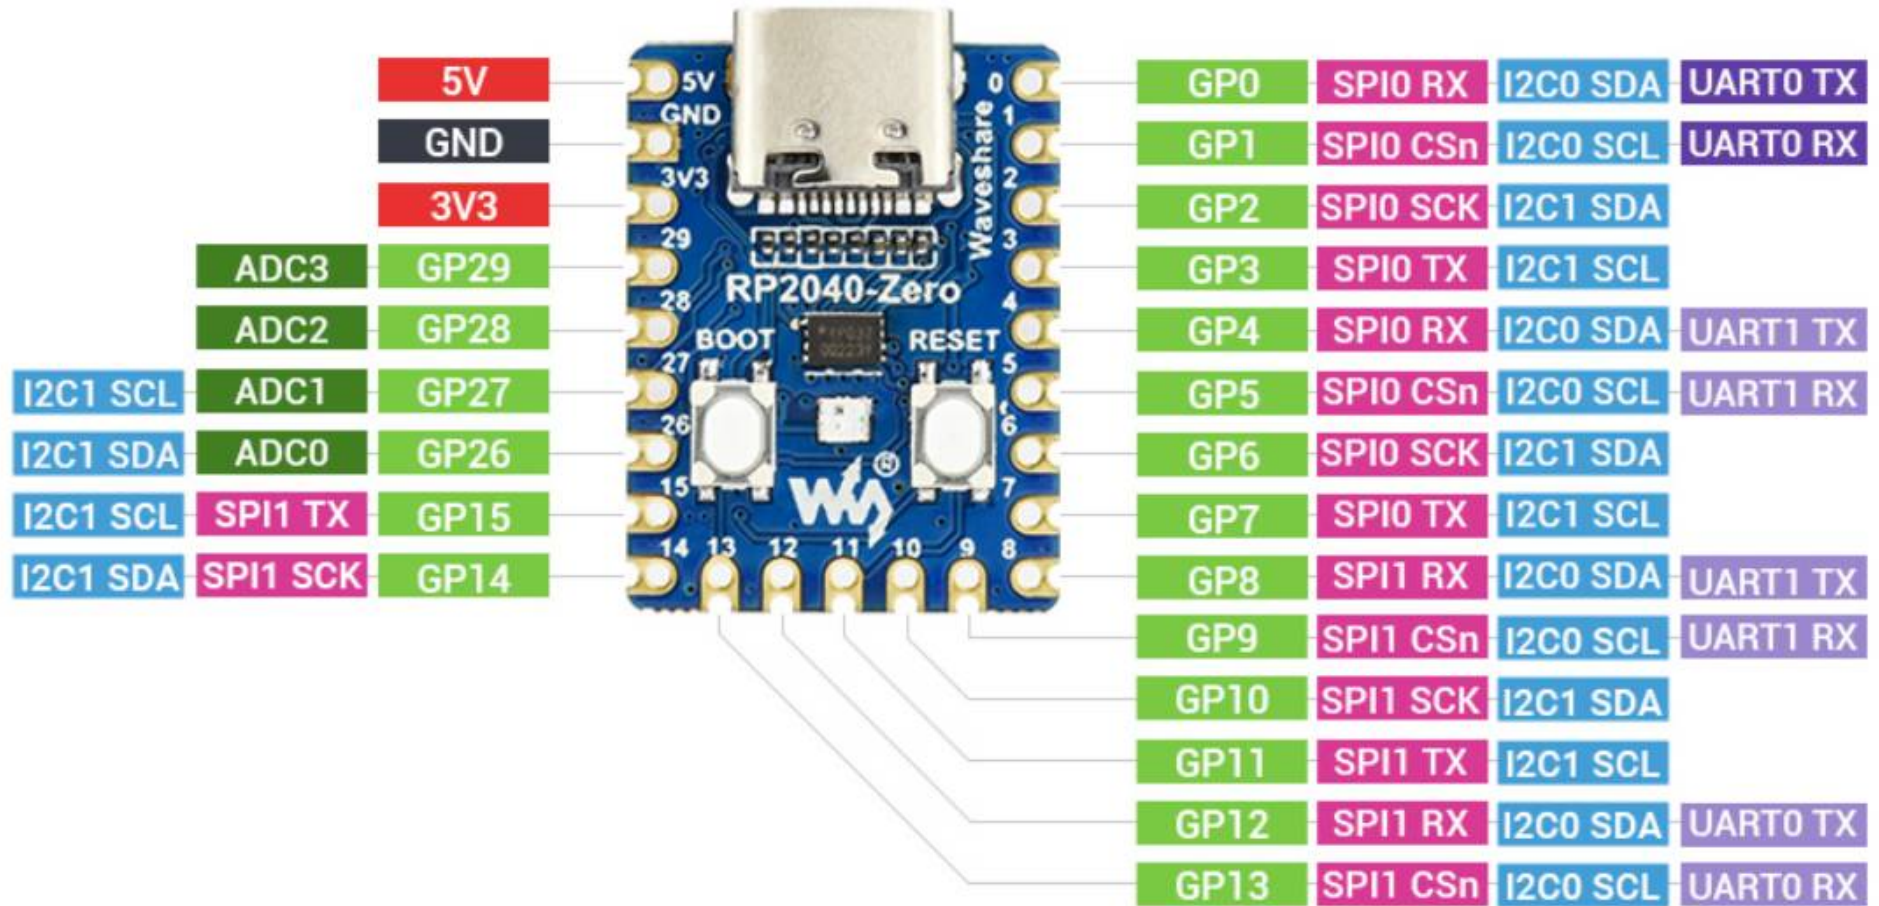 5V
GND
3V3
ADC3 GP29
ADC2 GP28
I2C1 SCL ADC1 GP27
I2C1 SDA ADC0 GP26
I2C1 SCL SPI1 TX GP15
I2C1 SDA SPI1 SCK GP14
5V
GND
3V3
29
28
27
26
15
14 13 12 11 10 9 8
0
1
2
3
4
5
6
7
Waveshare
RP2040-Zero
BOOT RESET
®
GP0 SPI0 RX I2C0 SDA UART0 TX
GP1 SPI0 CSn I2C0 SCL UART0 RX
GP2 SPI0 SCK I2C1 SDA
GP3 SPI0 TX I2C1 SCL
GP4 SPI0 RX I2C0 SDA UART1 TX
GP5 SPI0 CSn I2C0 SCL UART1 RX
GP6 SPI0 SCK I2C1 SDA
GP7 SPI0 TX I2C1 SCL
GP8 SPI1 RX I2C0 SDA UART1 TX
GP9 SPI1 CSn I2C0 SCL UART1 RX
GP10 SPI1 SCK I2C1 SDA
GP11 SPI1 TX I2C1 SCL
GP12 SPI1 RX I2C0 SDA UART0 TX
GP13 SPI1 CSn I2C0 SCL UART0 RX